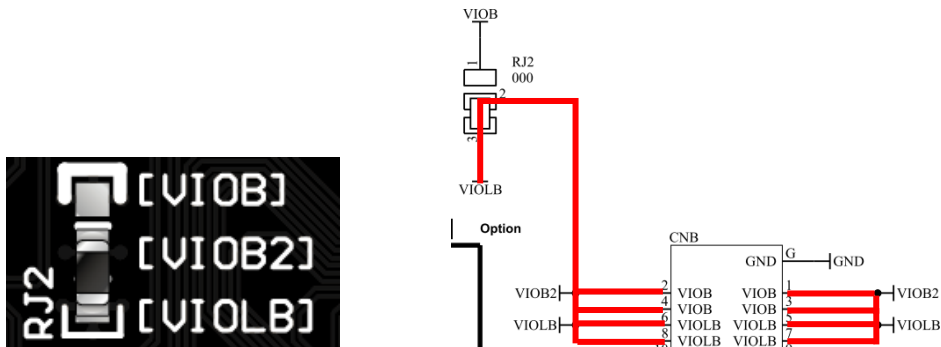 [VIOB]
[VIOB2]
[VIOLB]
RJ2
VIOB
1
RJ2
000
2
3
VIOLB
Option
CNB
GND
G
GND
VIOB2
2
VIOB
VIOB
1
VIOB2
4
VIOB
VIOB
3
VIOLB
6
VIOLB
VIOLB
5
VIOLB
8
VIOLB
VIOLB
7